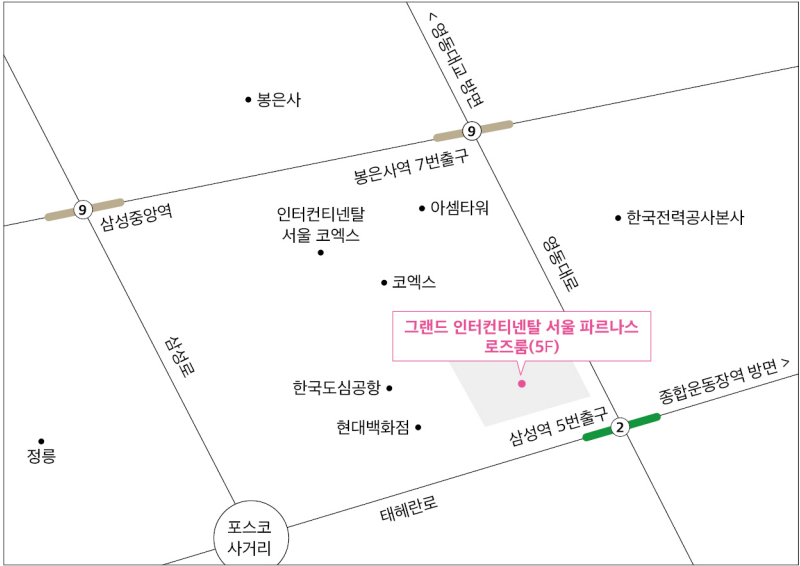 < 영동대교 방면
봉은사
9
봉은사역 7번출구
9
삼성중앙역
인터컨티넨탈
서울 코엑스
아셈타워
한국전력공사본사
영동대로
코엑스
그랜드 인터컨티넨탈 서울 파르나스
로즈룸(5F)
삼성로
한국도심공항
종합운동장역 방면 >
현대백화점
삼성역 5번출구
2
정릉
태헤란로
포스코
사거리